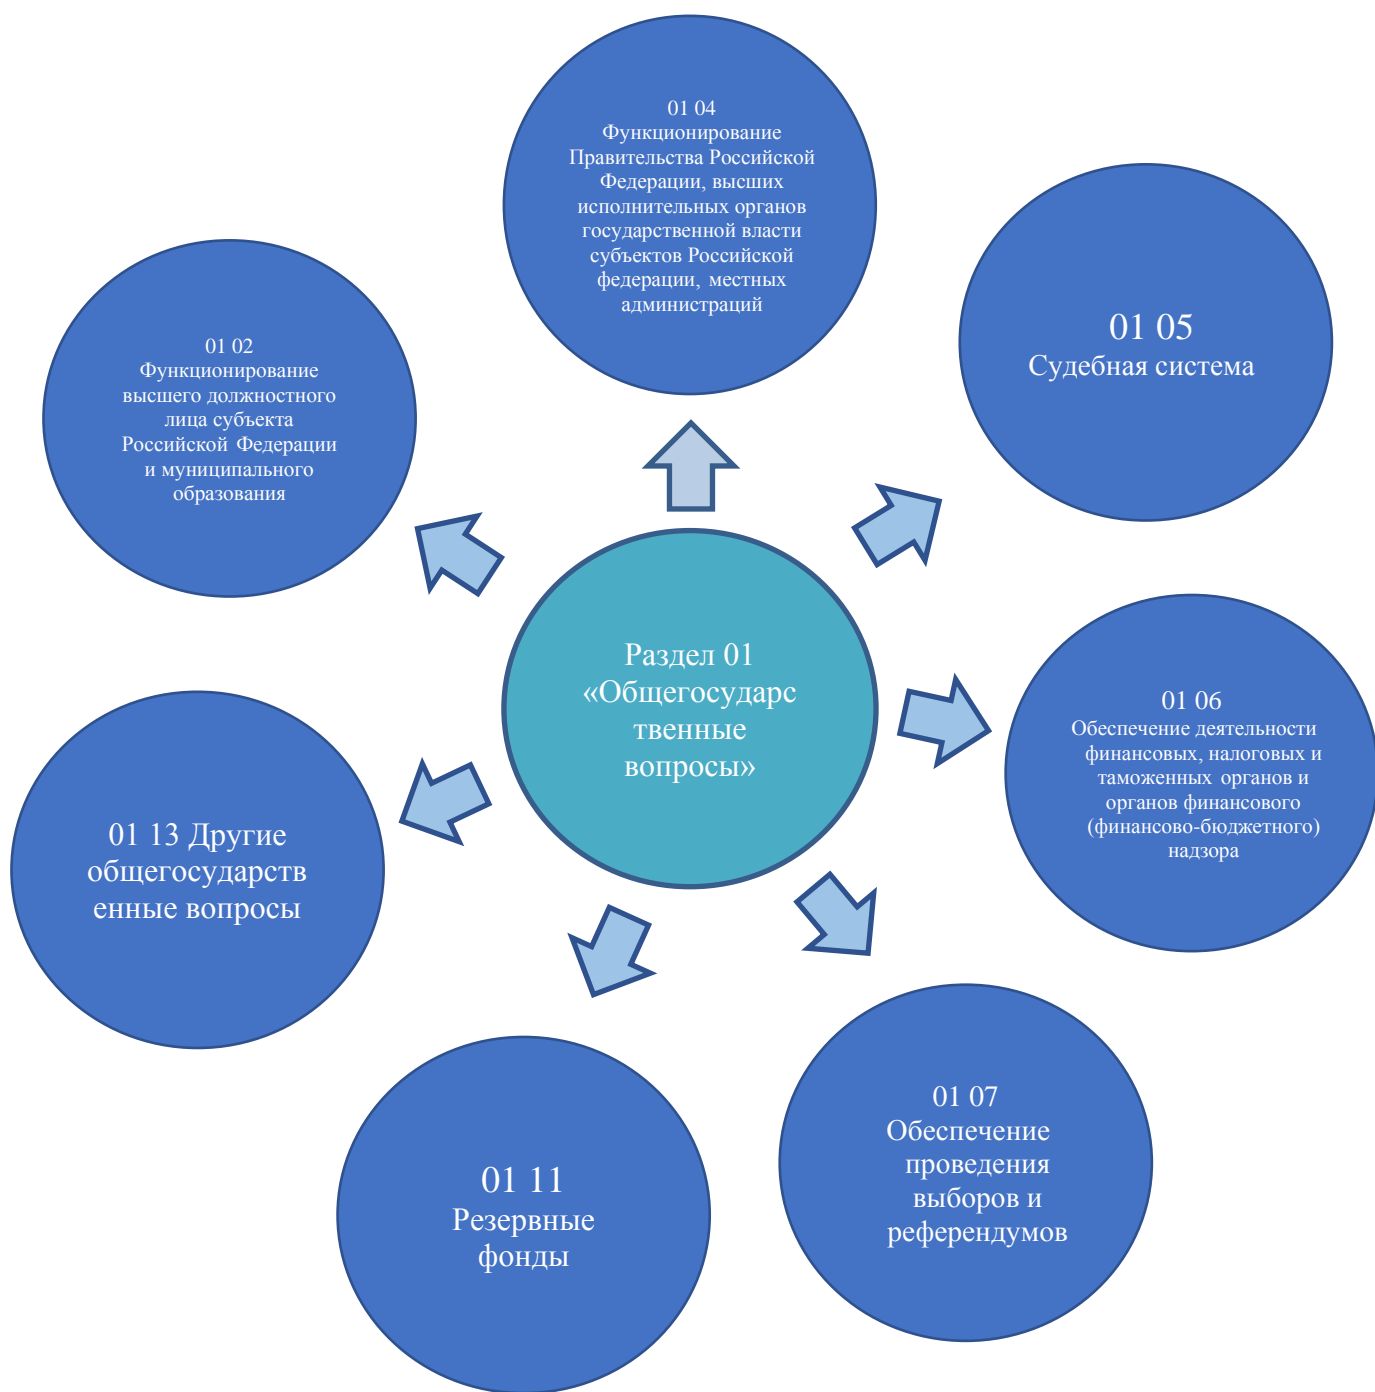 01 04
Функционирование
Правительства Российской
Федерации, высших
исполнительных органов
государственной власти
субъектов Российской
федерации, местных
администраций
01 05
Судебная система
01 02
Функционирование
высшего должностного
лица субъекта
Российской Федерации
и муниципального
образования
Раздел 01
«Общегосударс
твенные
вопросы»
01 06
Обеспечение деятельности
финансовых, налоговых и
таможенных органов и
органов финансового
(финансово-бюджетного)
надзора
01 13 Другие
общегосударств
енные вопросы
01 07
Обеспечение
проведения
выборов и
референдумов
01 11
Резервные
фонды